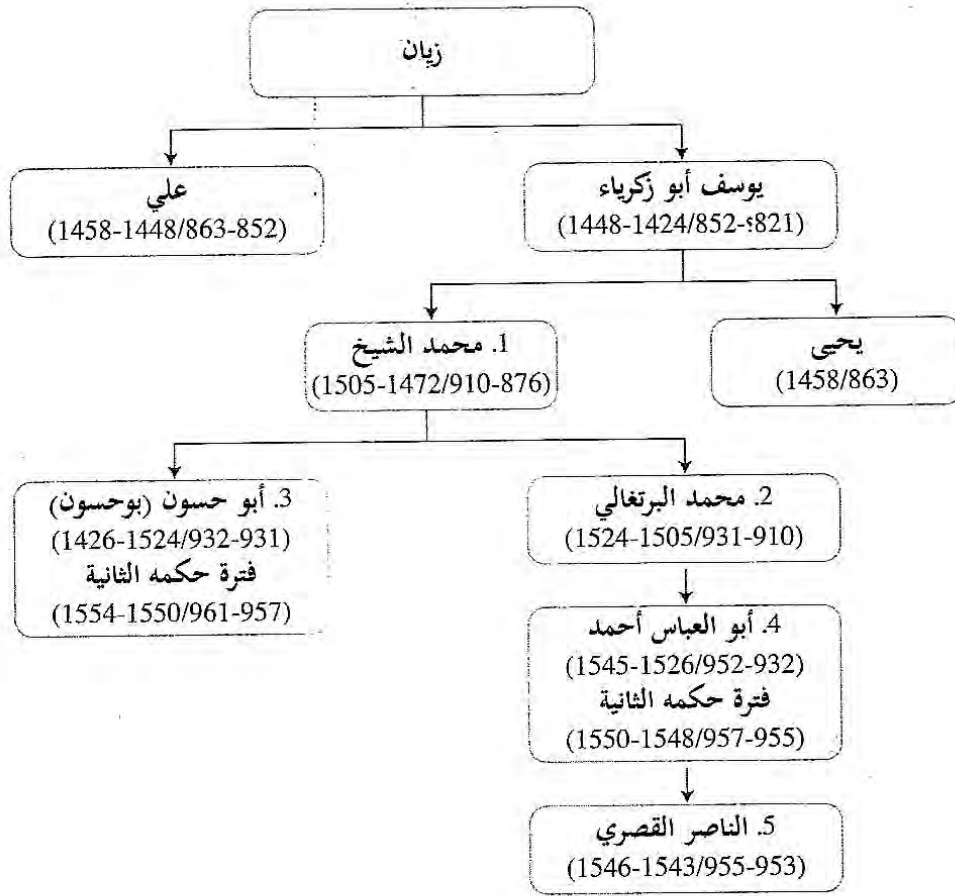 زيان
يوسف أبو زكرياء
(821؟-852/1424-1448)
علي
(852-863/1448-1458)
يحيى
(863/1458)
1. محمد الشيخ
(876-910/1472-1505)
2. محمد البرتغالي
(910-931/1505-1524)
3. أبو حسون (بوحسون)
(931-932/1524-1426)
فترة حكمه الثانية
(957-961/1550-1554)
4. أبو العباس أحمد
(932-952/1526-1545)
فترة حكمه الثانية
(955-957/1548-1550)
5. الناصر القصري
(953-955/1543-1546)